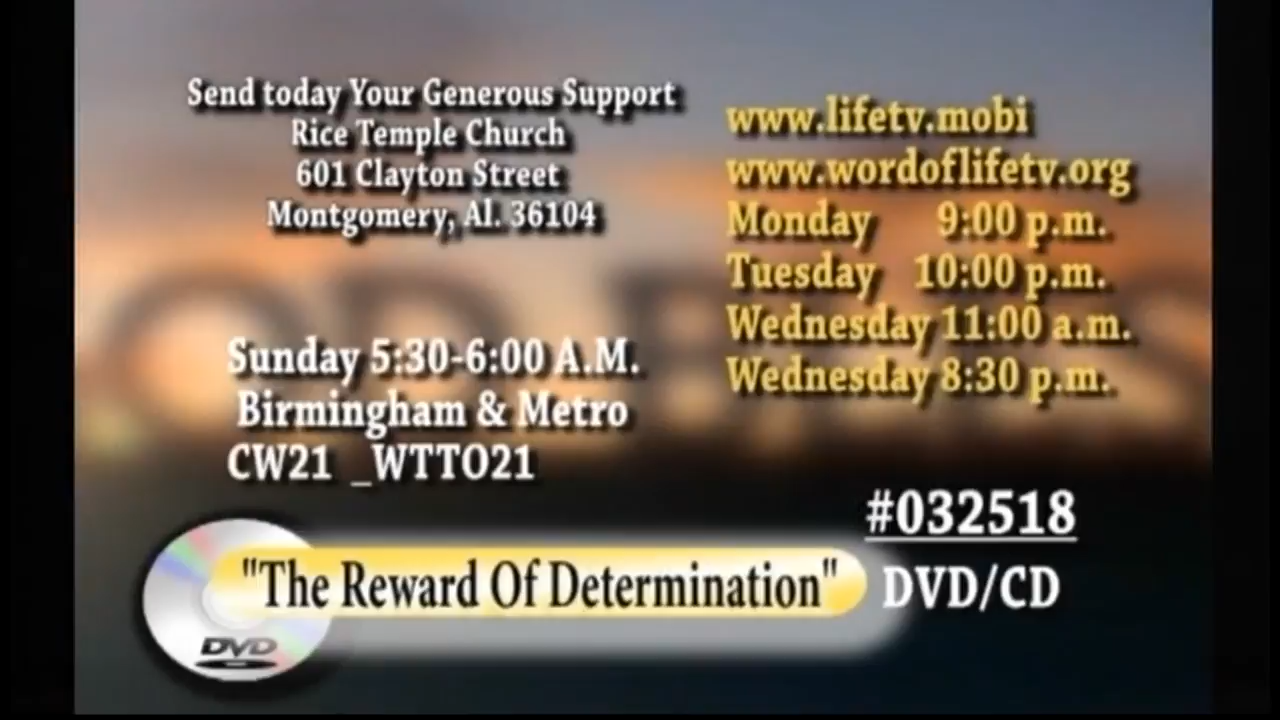 Send today Your Generous Support
Rice Temple Church
601 Clayton Street
Montgomery, Al. 36104
www.lifetv.mobi
www.wordoflifetv.org
Monday 9:00 p.m.
Tuesday 10:00 p.m.
Wednesday 11:00 a.m.
Wednesday 8:30 p.m.
Sunday 5:30-6:00 A.M.
Birmingham & Metro
CW21 _WTTO21
#032518
"The Reward Of Determination"
DVD/CD
DVD